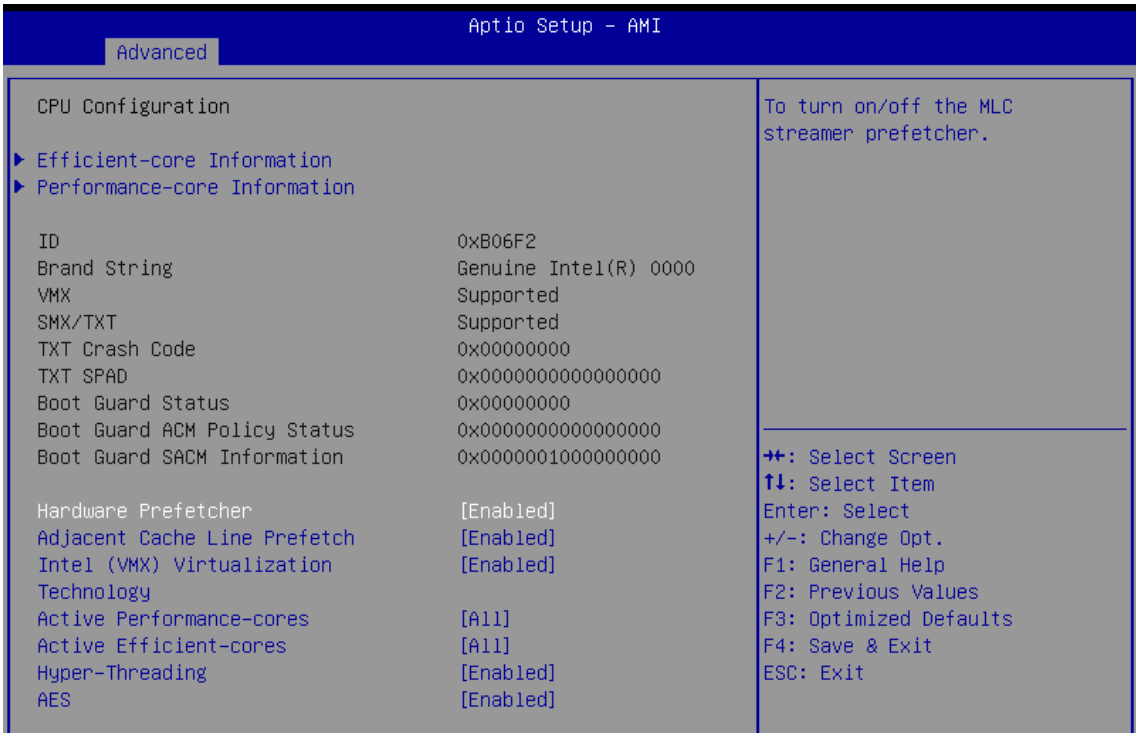 Aptio Setup – AMI
Advanced
CPU Configuration
Efficient-core Information
Performance-core Information
ID 0xB06F2
Brand String Genuine Intel(R) 0000
VMX Supported
SMX/TXT Supported
TXT Crash Code 0x00000000
TXT SPAD 0x0000000000000000
Boot Guard Status 0x00000000
Boot Guard ACM Policy Status 0x0000000000000000
Boot Guard SACM Information 0x0000001000000000
Hardware Prefetcher [Enabled]
Adjacent Cache Line Prefetch [Enabled]
Intel (VMX) Virtualization [Enabled]
Technology
Active Performance-cores [All]
Active Efficient-cores [All]
Hyper-Threading [Enabled]
AES [Enabled]
To turn on/off the MLC
streamer prefetcher.
→←: Select Screen
↑↓: Select Item
Enter: Select
+/-: Change Opt.
F1: General Help
F2: Previous Values
F3: Optimized Defaults
F4: Save & Exit
ESC: Exit